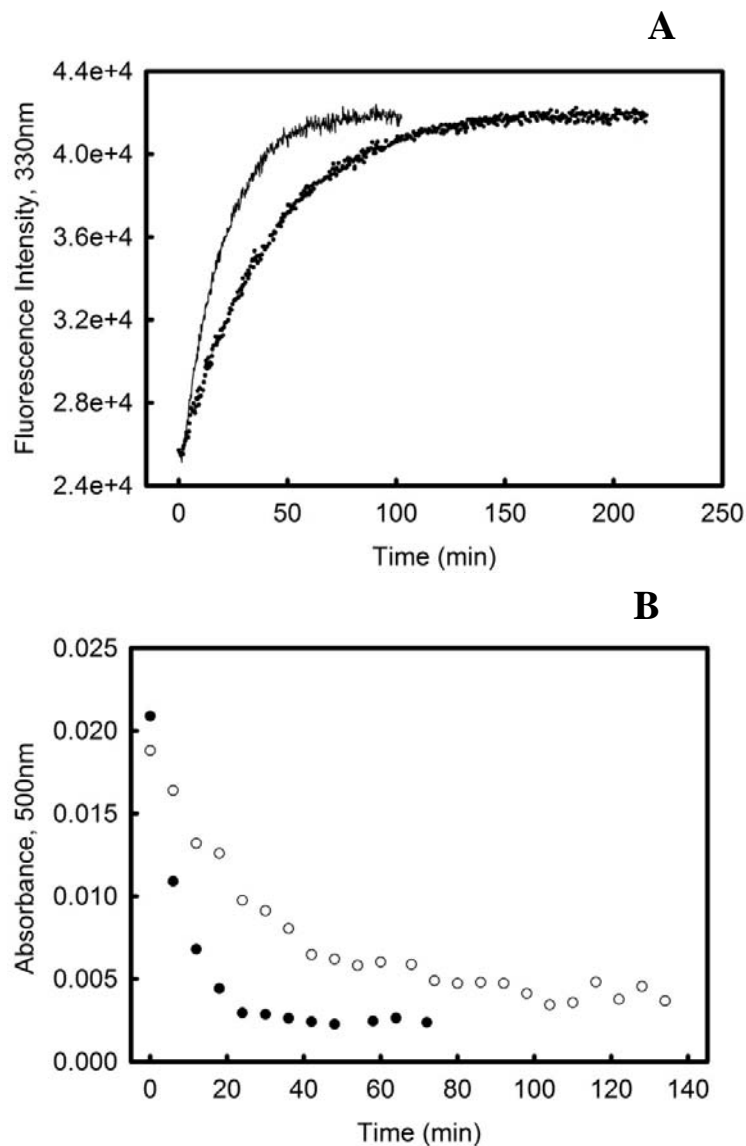 A
4.4e+4
4.0e+4
3.6e+4
3.2e+4
2.8e+4
2.4e+4
Fluorescence Intensity, 330nm
0 50 100 150 200 250
Time (min)
B
0.025
0.020
0.015
0.010
0.005
0.000
Absorbance, 500nm
0 20 40 60 80 100 120 140
Time (min)